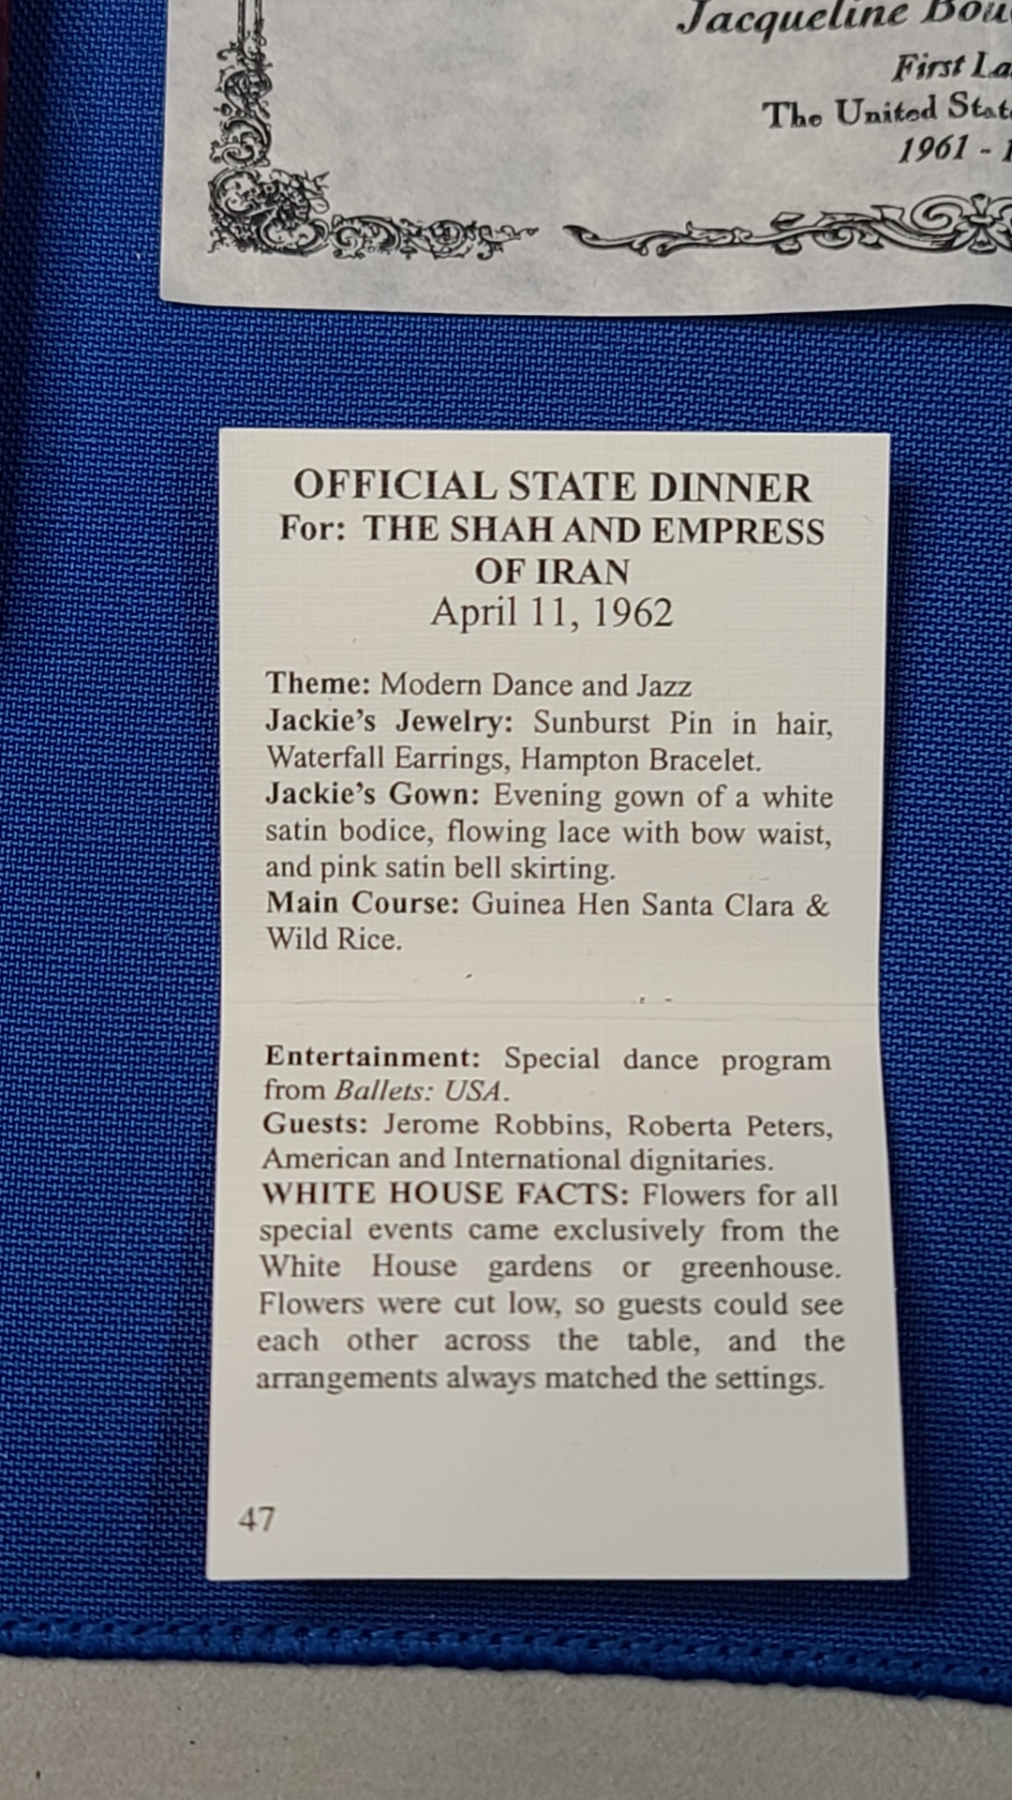 Jacqueline
First
The United
1961 -
OFFICIAL STATE DINNER
For: THE SHAH AND EMPRESS
OF IRAN
April 11, 1962
Theme: Modern Dance and Jazz
Jackie's Jewelry: Sunburst Pin in hair,
Waterfall Earrings, Hampton Bracelet.
Jackie's Gown: Evening gown of a white
satin bodice, flowing lace with bow waist,
and pink satin bell skirting.
Main Course: Guinea Hen Santa Clara &
Wild Rice.
Entertainment: Special dance program
from Ballets: USA.
Guests: Jerome Robbins, Roberta Peters,
American and International dignitaries.
WHITE HOUSE FACTS: Flowers for all
special events came exclusively from the
White House gardens or greenhouse.
Flowers were cut low, so guests could see
each other across the table, and the
arrangements always matched the settings.
47